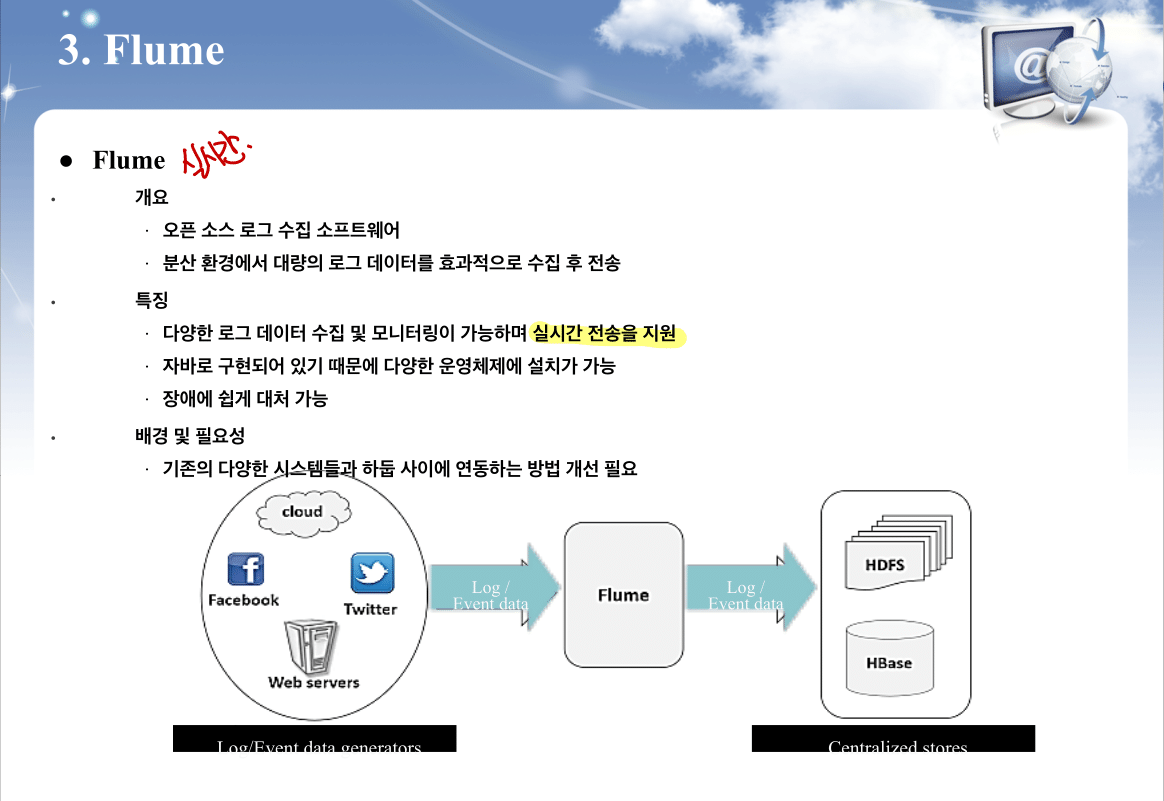 3. Flume
@
● Flume 실시간.
· 개요
· 오픈 소스 로그 수집 소프트웨어
· 분산 환경에서 대량의 로그 데이터를 효과적으로 수집 후 전송
· 특징
· 다양한 로그 데이터 수집 및 모니터링이 가능하며 실시간 전송을 지원
· 자바로 구현되어 있기 때문에 다양한 운영체제에 설치가 가능
· 장애에 쉽게 대처 가능
· 배경 및 필요성
· 기존의 다양한 시스템들과 하둡 사이에 연동하는 방법 개선 필요
cloud
Facebook
Twitter
Web servers
Log /
Event data
Flume
Log /
Event data
HDFS
HBase
Log/Event data generators
Centralized stores